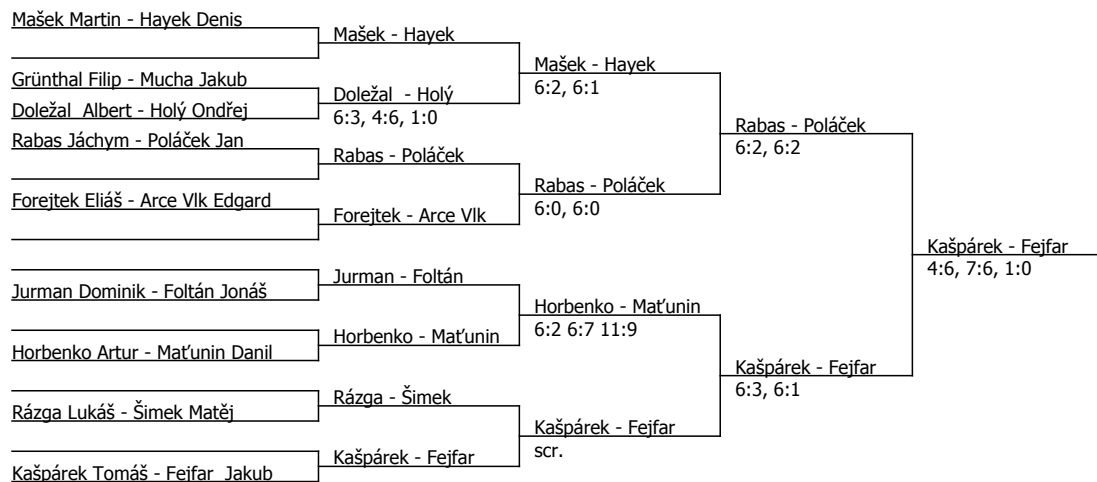 Mašek Martin - Hayek Denis
Mašek - Hayek
Grünthal Filip - Mucha Jakub
Mašek - Hayek
6:2, 6:1
Doležal Albert - Holý Ondřej
Doležal - Holý
6:3, 4:6, 1:0
Rabas - Poláček
6:2, 6:2
Rabas Jáchym - Poláček Jan
Rabas - Poláček
Rabas - Poláček
6:0, 6:0
Forejtek Eliáš - Arce Vlk Edgard
Forejtek - Arce Vlk
Kašpárek - Fejfar
4:6, 7:6, 1:0
Jurman Dominik - Foltán Jonáš
Jurman - Foltán
Horbenko - Maťunin
6:2 6:7 11:9
Horbenko Artur - Maťunin Danil
Horbenko - Maťunin
Kašpárek - Fejfar
6:3, 6:1
Rázga Lukáš - Šimek Matěj
Rázga - Šimek
Kašpárek - Fejfar
scr.
Kašpárek Tomáš - Fejfar Jakub
Kašpárek - Fejfar